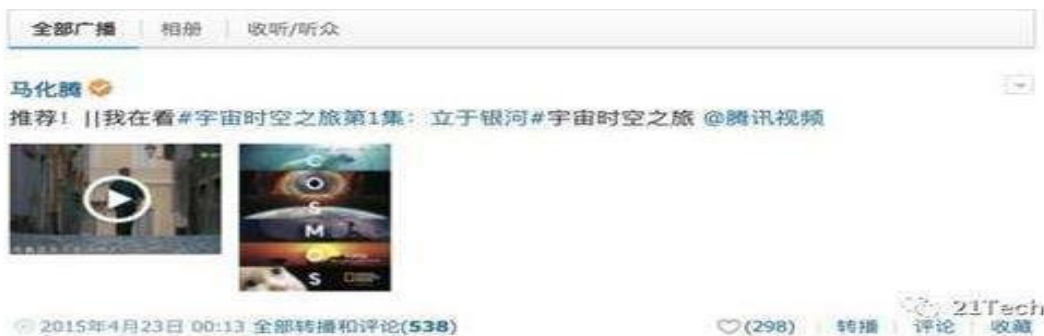 全部广播 相册 收听/听众
马化腾
推荐！||我在看#宇宙时空之旅第1集：立于银河#宇宙时空之旅 @腾讯视频
C
O
S
M
O
S
21Tech
2015年4月23日 00:13 全部转播和评论(538) (298) 转播 评论 收藏